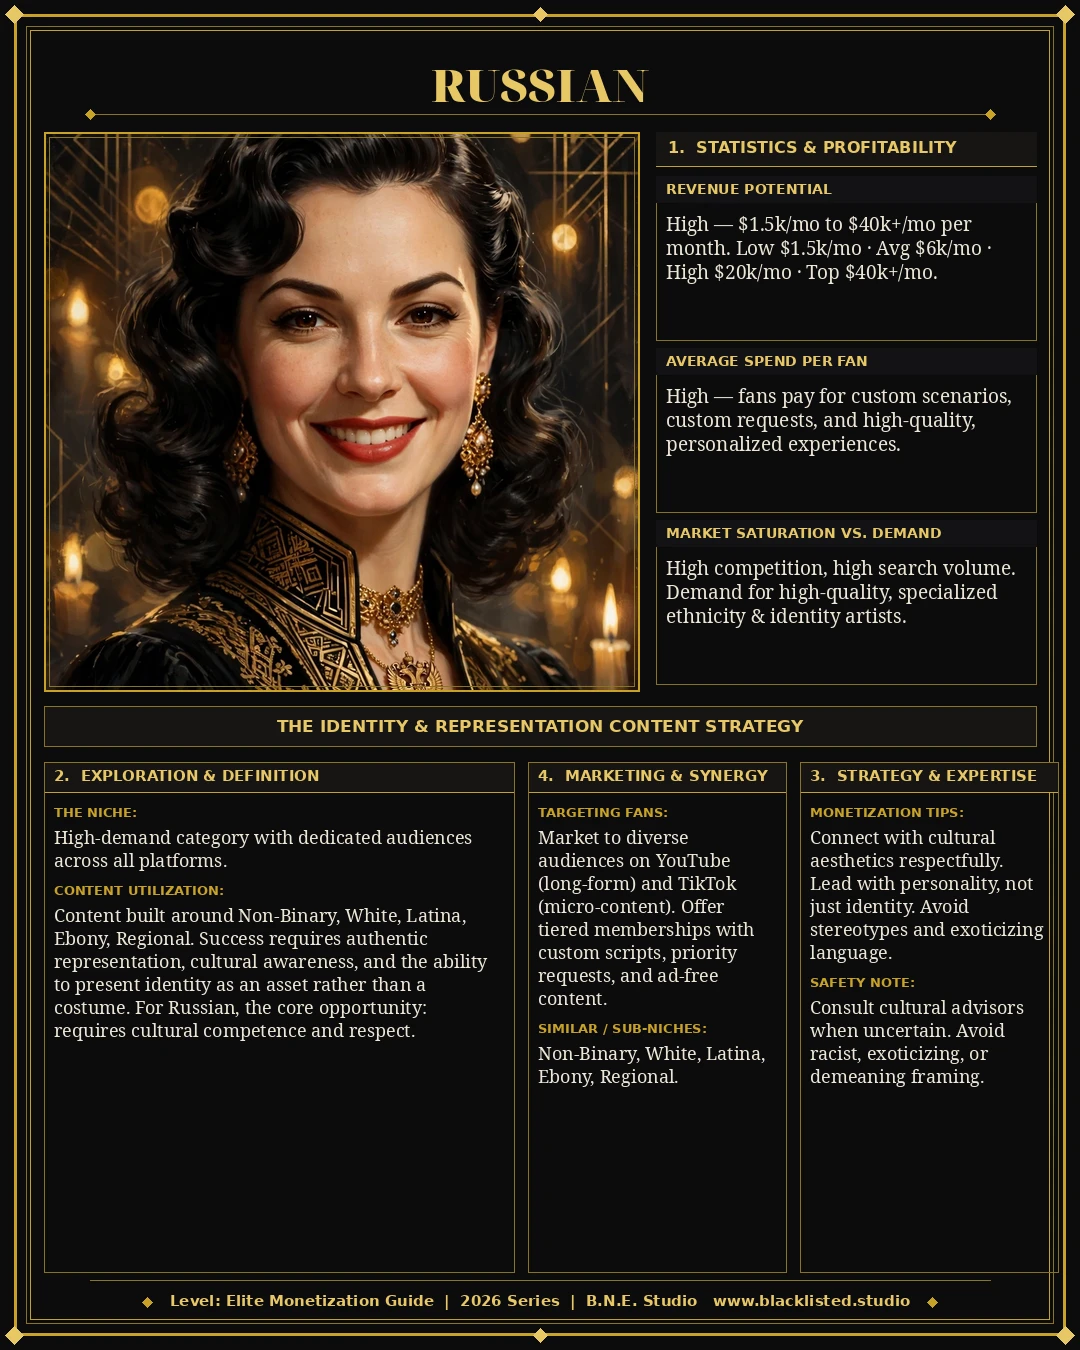 RUSSIAN
1. STATISTICS & PROFITABILITY
REVENUE POTENTIAL
High — $1.5k/mo to $40k+/mo per
month. Low $1.5k/mo · Avg $6k/mo ·
High $20k/mo · Top $40k+/mo.
AVERAGE SPEND PER FAN
High — fans pay for custom scenarios,
custom requests, and high-quality,
personalized experiences.
MARKET SATURATION VS. DEMAND
High competition, high search volume.
Demand for high-quality, specialized
ethnicity & identity artists.
THE IDENTITY & REPRESENTATION CONTENT STRATEGY
2. EXPLORATION & DEFINITION
THE NICHE:
High-demand category with dedicated audiences
across all platforms.
CONTENT UTILIZATION:
Content built around Non-Binary, White, Latina,
Ebony, Regional. Success requires authentic
representation, cultural awareness, and the ability
to present identity as an asset rather than a
costume. For Russian, the core opportunity:
requires cultural competence and respect.
4. MARKETING & SYNERGY
TARGETING FANS:
Market to diverse
audiences on YouTube
(long-form) and TikTok
(micro-content). Offer
tiered memberships with
custom scripts, priority
requests, and ad-free
content.
SIMILAR / SUB-NICHES:
Non-Binary, White, Latina,
Ebony, Regional.
3. STRATEGY & EXPERTISE
MONETIZATION TIPS:
Connect with cultural
aesthetics respectfully.
Lead with personality, not
just identity. Avoid
stereotypes and exoticizing
language.
SAFETY NOTE:
Consult cultural advisors
when uncertain. Avoid
racist, exoticizing, or
demeaning framing.
Level: Elite Monetization Guide | 2026 Series | B.N.E. Studio www.blacklisted.studio